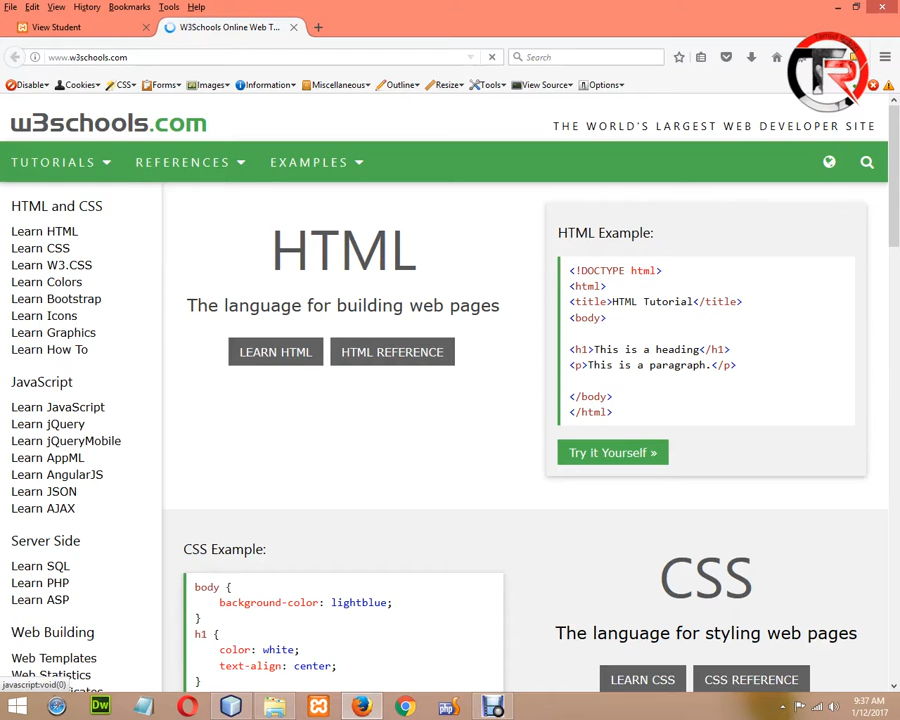 File Edit View History Bookmarks Tools Help
View Student
W3Schools Online Web T...
www.w3schools.com
Search
Disable Cookies CSS Forms Images Information Miscellaneous Outline Resize Tools View Source Options
w3schools.com
THE WORLD'S LARGEST WEB DEVELOPER SITE
TUTORIALS REFERENCES EXAMPLES
HTML and CSS
Learn HTML
Learn CSS
Learn W3.CSS
Learn Colors
Learn Bootstrap
Learn Icons
Learn Graphics
Learn How To
JavaScript
Learn JavaScript
Learn jQuery
Learn jQueryMobile
Learn AppML
Learn AngularJS
Learn JSON
Learn AJAX
Server Side
Learn SQL
Learn PHP
Learn ASP
Web Building
Web Templates
Web Statistics
javascript:void(0)
HTML
The language for building web pages
LEARN HTML HTML REFERENCE
HTML Example:
<!DOCTYPE html>
<html>
<title>HTML Tutorial</title>
<body>
<h1>This is a heading</h1>
<p>This is a paragraph.</p>
</body>
</html>
Try it Yourself »
CSS Example:
body {
background-color: lightblue;
}
h1 {
color: white;
text-align: center;
}
CSS
The language for styling web pages
LEARN CSS CSS REFERENCE
Dw
9:37 AM
1/12/2017